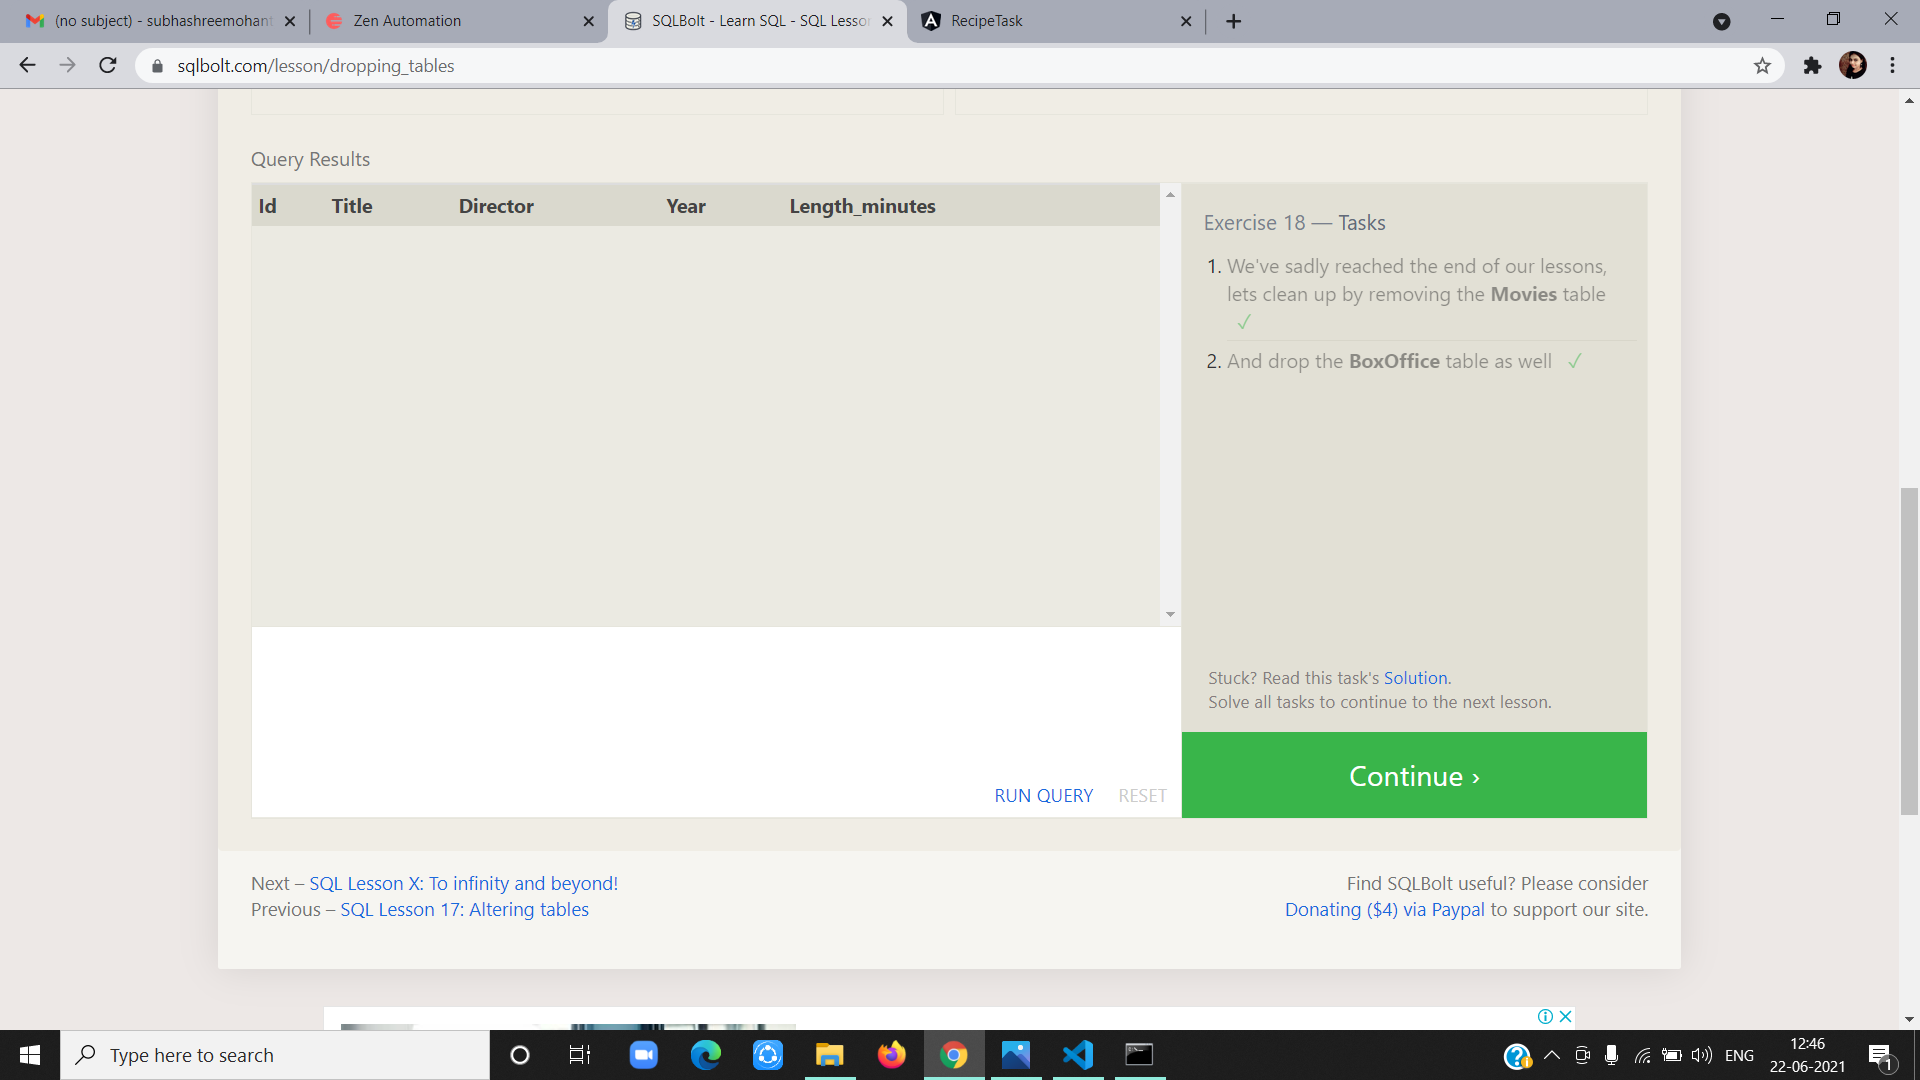 (no subject) - subhashreemohant
Zen Automation
SQLBolt - Learn SQL - SQL Lesson
RecipeTask
sqlbolt.com/lesson/dropping_tables
Query Results
Id Title Director Year Length_minutes
Exercise 18 — Tasks
1. We've sadly reached the end of our lessons,
lets clean up by removing the Movies table
✓
2. And drop the BoxOffice table as well ✓
Stuck? Read this task's Solution.
Solve all tasks to continue to the next lesson.
RUN QUERY RESET
Continue ›
Next – SQL Lesson X: To infinity and beyond!
Previous – SQL Lesson 17: Altering tables
Find SQLBolt useful? Please consider
Donating ($4) via Paypal to support our site.
Type here to search
ENG
12:46
22-06-2021
1